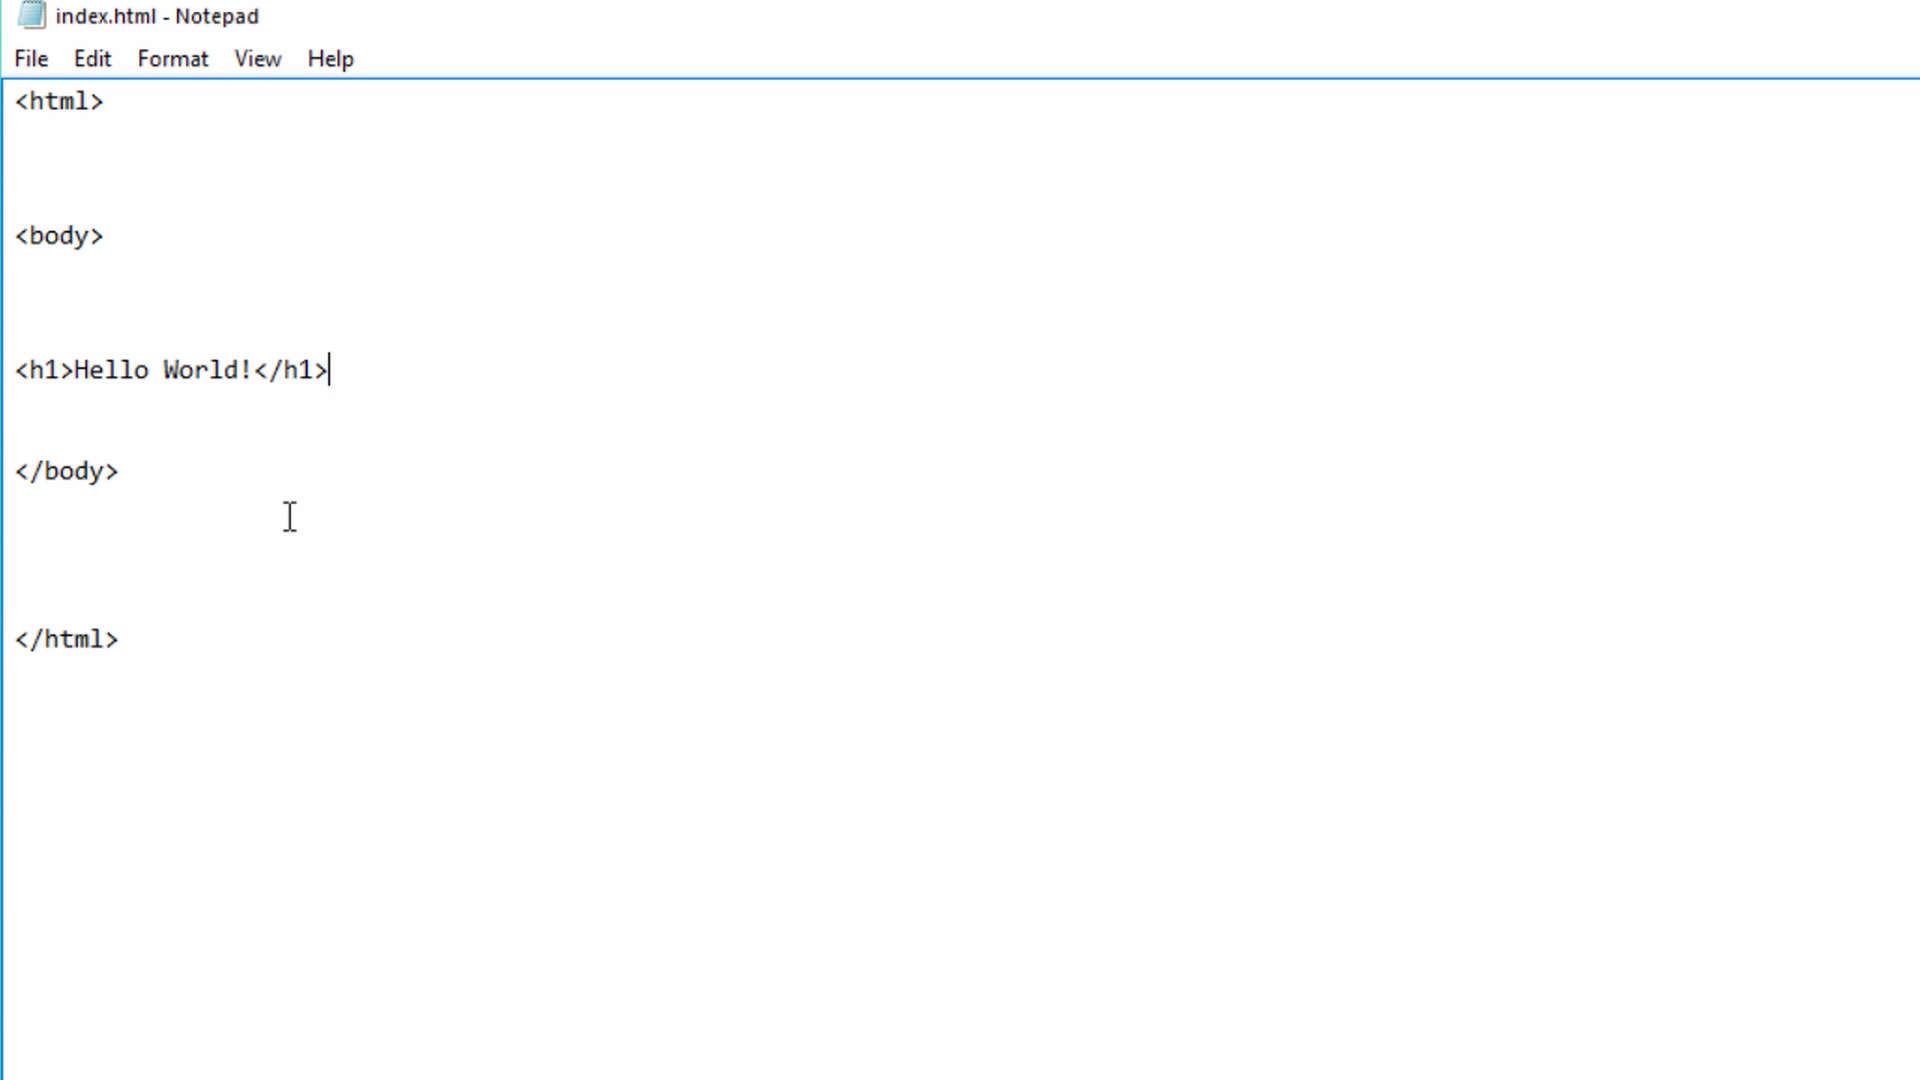 index.html - Notepad
File Edit Format View Help
<html>
<body>
<h1>Hello World!</h1>
</body>
</html>